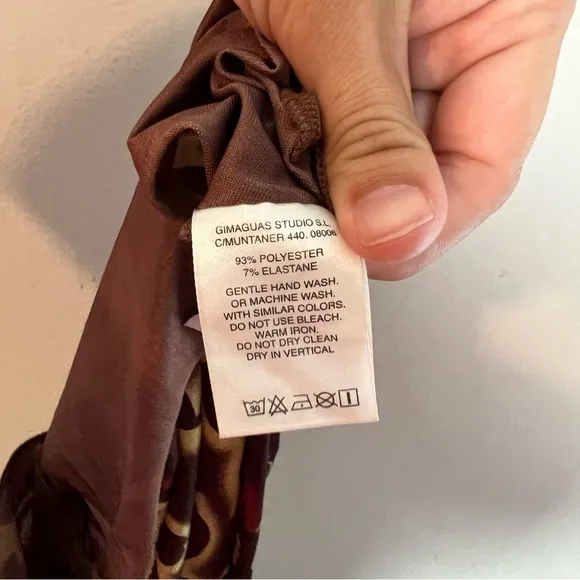 GIMAGUAS STUDIO S.L.
C/MUNTANER 440. 08006
93% POLYESTER
7% ELASTANE
GENTLE HAND WASH.
OR MACHINE WASH.
WITH SIMILAR COLORS.
DO NOT USE BLEACH.
WARM IRON.
DO NOT DRY CLEAN
DRY IN VERTICAL
30